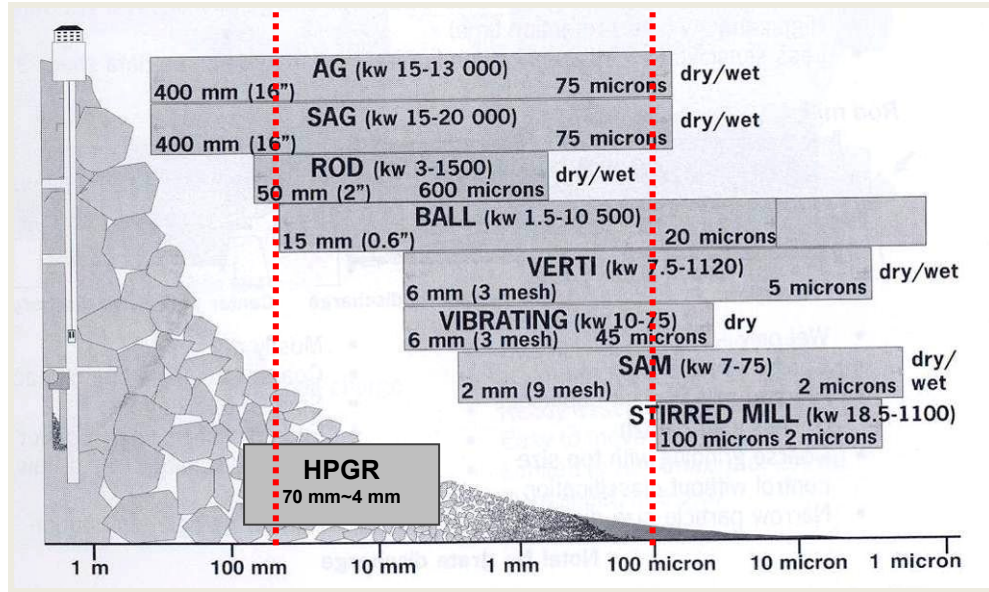 AG (kw 15-13 000)
400 mm (16”) 75 microns dry/wet
SAG (kw 15-20 000)
400 mm (16”) 75 microns dry/wet
ROD (kw 3-1500)
50 mm (2”) 600 microns dry/wet
BALL (kw 1.5-10 500)
15 mm (0.6”) 20 microns
VERTI (kw 7.5-1120)
6 mm (3 mesh) 5 microns dry/wet
VIBRATING (kw 10-75) dry
6 mm (3 mesh) 45 microns
SAM (kw 7-75) dry/
2 mm (9 mesh) 2 microns wet
STIRRED MILL (kw 18.5-1100)
100 microns 2 microns
HPGR
70 mm~4 mm
1 m 100 mm 10 mm 1 mm 100 micron 10 micron 1 micron